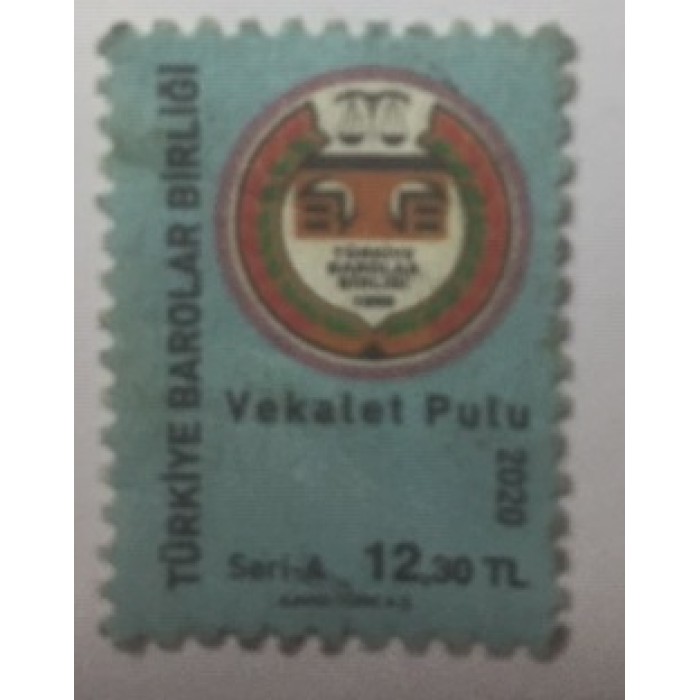 TÜRKİYE BAROLAR BİRLİĞİ
TÜRKİYE
BAROLAR
BİRLİĞİ
Vekalet Pulu
2020
Seri-A 12,30 TL